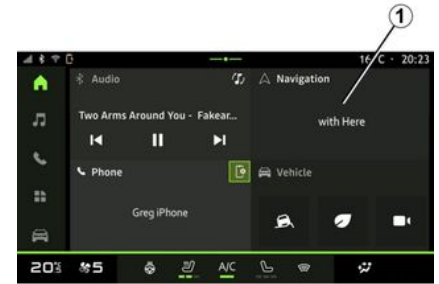 1
16°C · 20:23
Audio
Navigation
Two Arms Around You - Fakear...
with Here
Phone
Vehicle
Greg iPhone
20°5
5
A/C